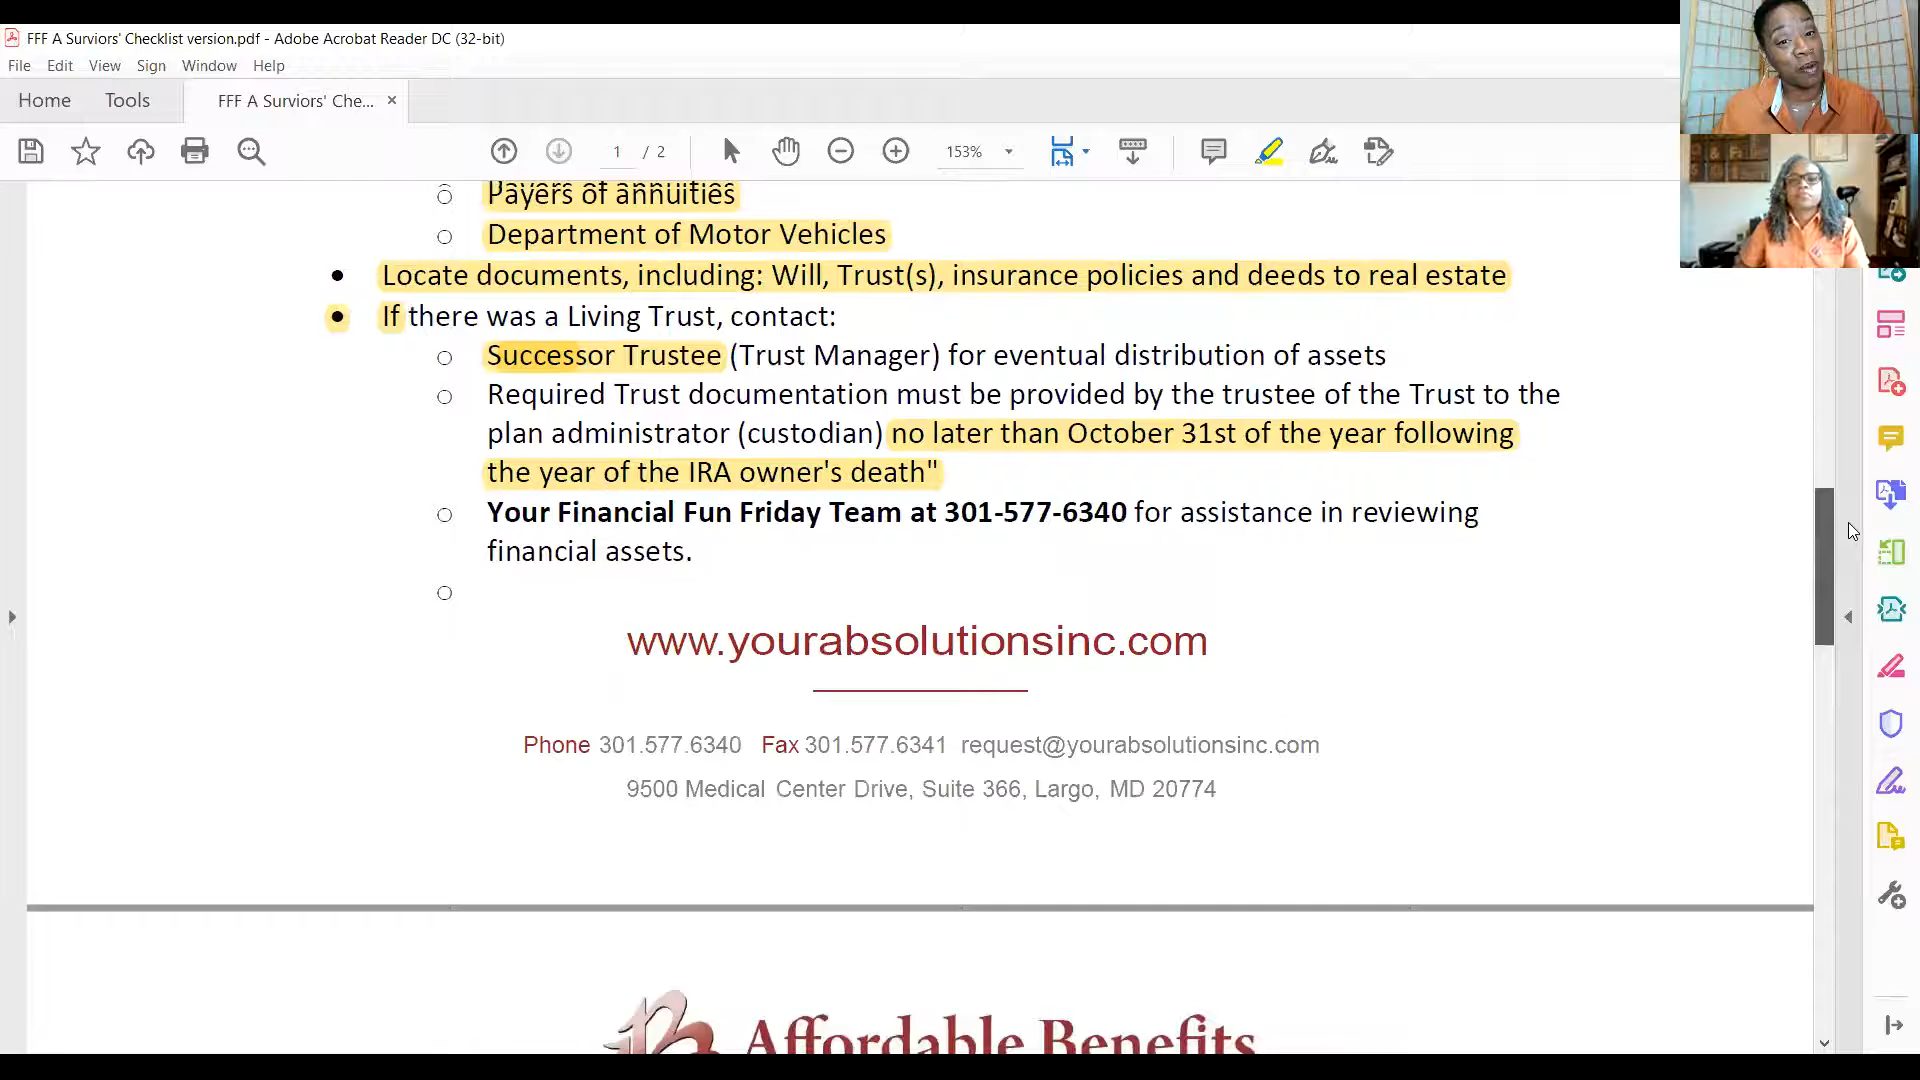 FFF A Surviors' Checklist version.pdf - Adobe Acrobat Reader DC (32-bit)
File Edit View Sign Window Help
Home Tools FFF A Surviors' Che... ×
1 / 2 153%
○ Payers of annuities
○ Department of Motor Vehicles
• Locate documents, including: Will, Trust(s), insurance policies and deeds to real estate
• If there was a Living Trust, contact:
○ Successor Trustee (Trust Manager) for eventual distribution of assets
○ Required Trust documentation must be provided by the trustee of the Trust to the
plan administrator (custodian) no later than October 31st of the year following
the year of the IRA owner's death"
○ Your Financial Fun Friday Team at 301-577-6340 for assistance in reviewing
financial assets.
○
www.yourabsolutionsinc.com
Phone 301.577.6340 Fax 301.577.6341 request@yourabsolutionsinc.com
9500 Medical Center Drive, Suite 366, Largo, MD 20774
Affordable Benefits